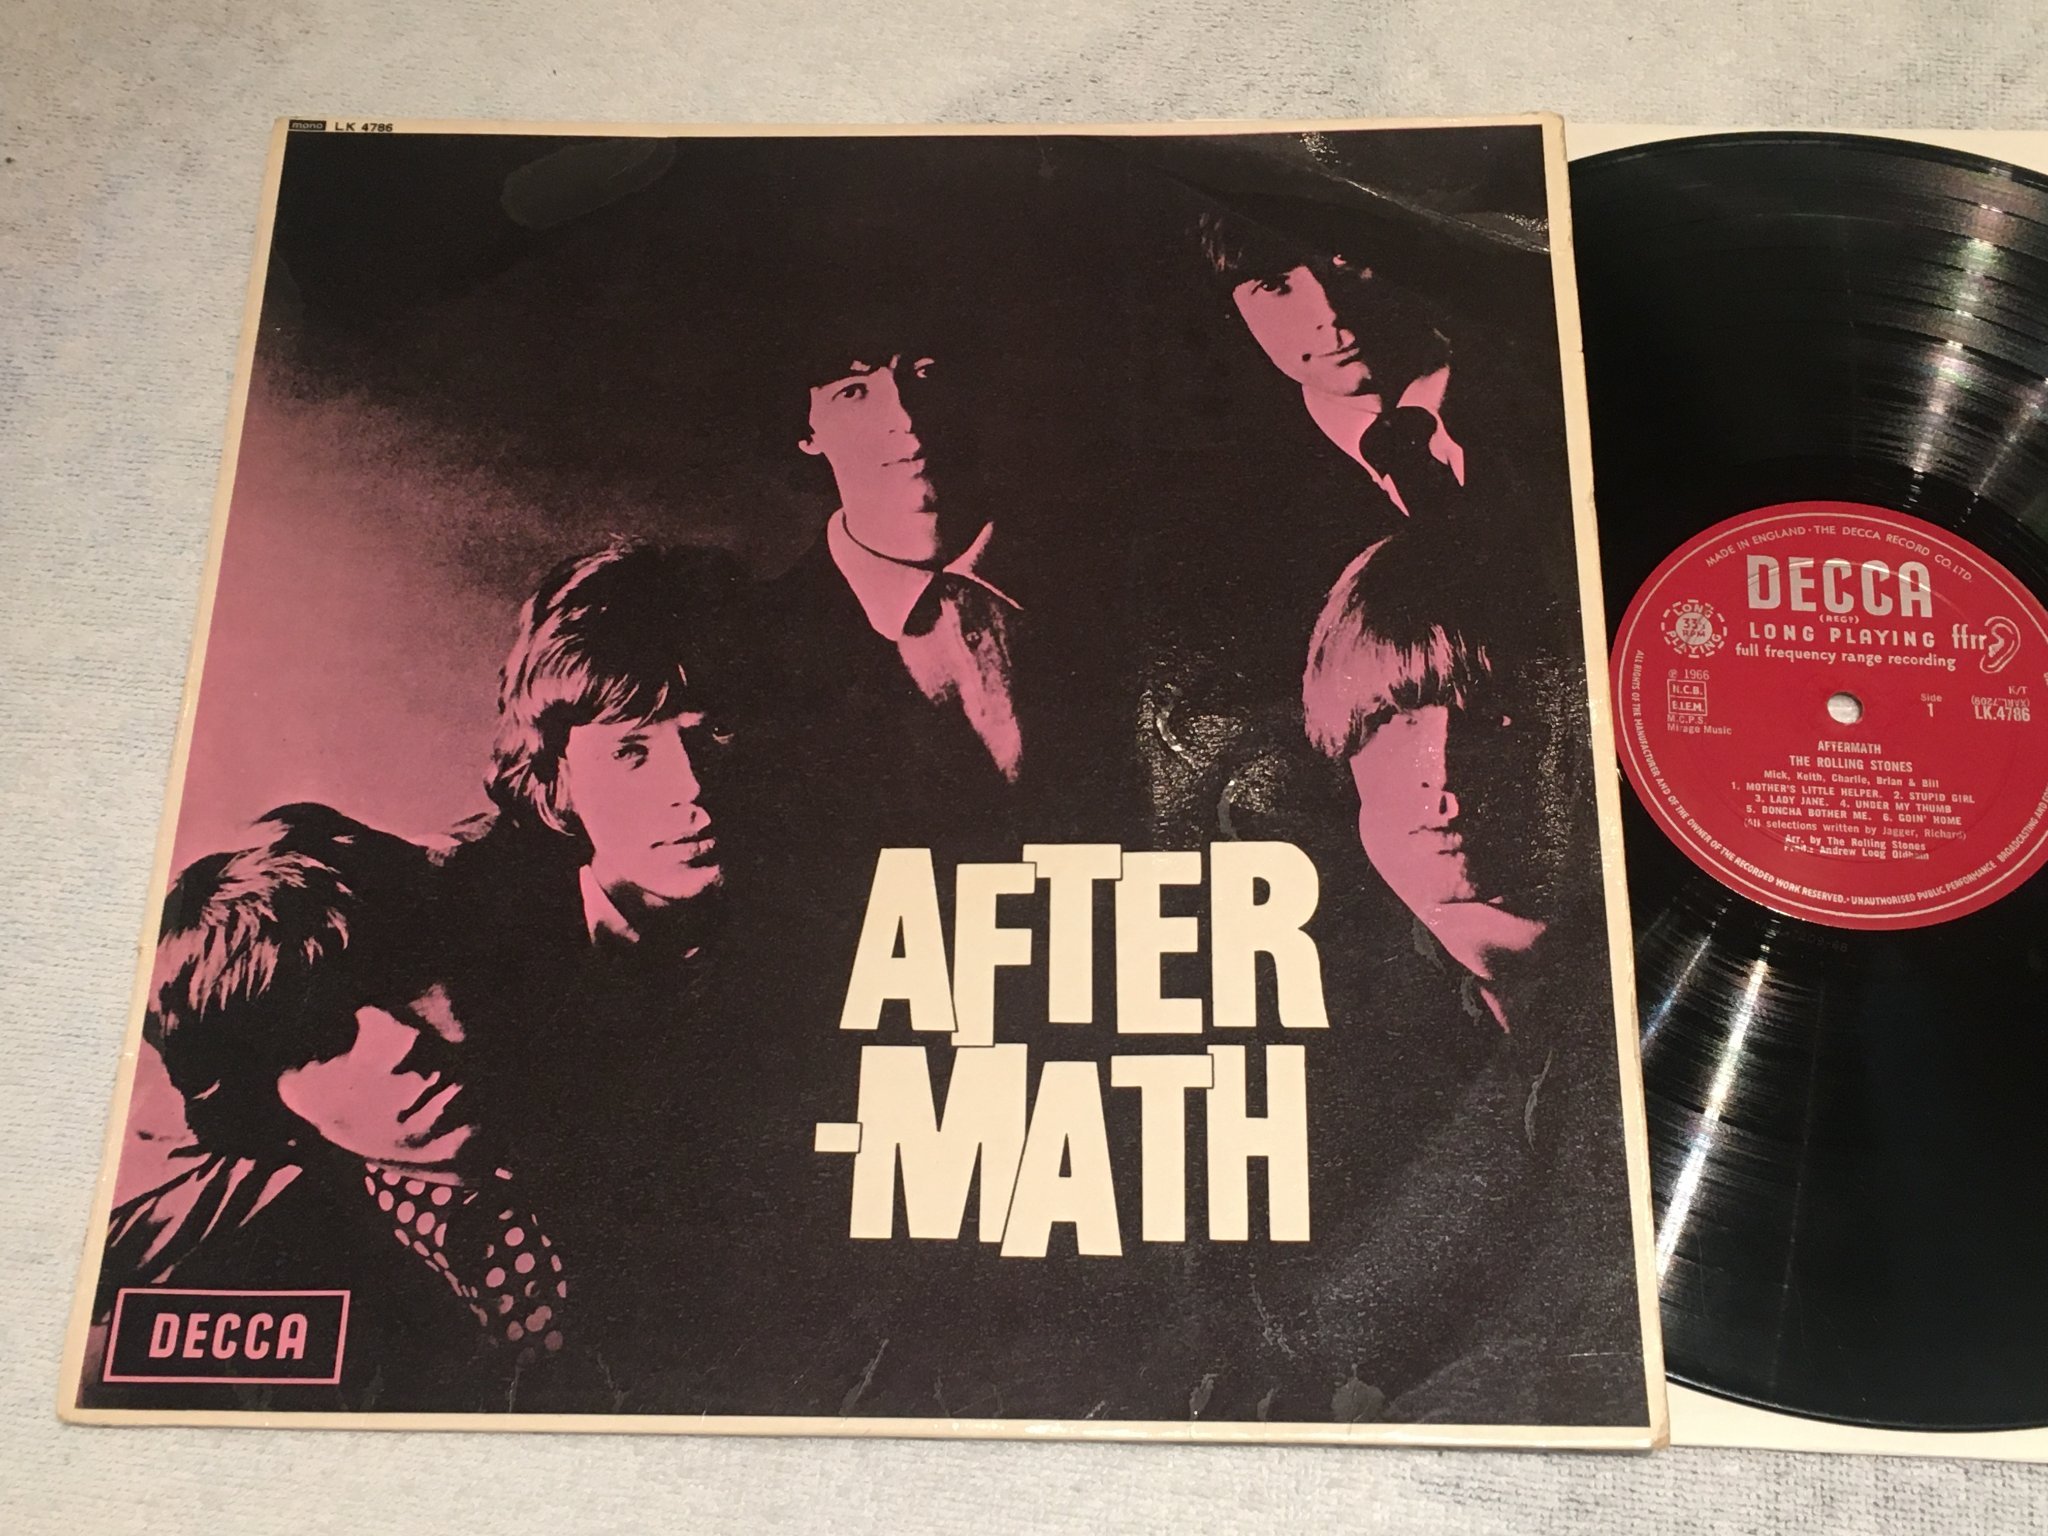 mono LK 4786
AFTER
-MATH
DECCA
MADE IN ENGLAND · THE DECCA RECORD CO. LTD.
DECCA
(REGD)
LONG PLAYING ffrr
full frequency range recording
LONG
33⅓
RPM
PLAYING
℗ 1966
N.C.B.
B.I.E.M.
M.C.P.S.
Mirage Music
Side
1
K/T
(XARL.7209)
LK.4786
AFTERMATH
THE ROLLING STONES
Mick, Keith, Charlie, Brian & Bill
1. MOTHER'S LITTLE HELPER. 2. STUPID GIRL
3. LADY JANE. 4. UNDER MY THUMB
5. DONCHA BOTHER ME. 6. GOIN' HOME
(All selections written by Jagger, Richard)
Arr. by The Rolling Stones
Prod.: Andrew Loog Oldham
ALL RIGHTS OF THE MANUFACTURER AND OF THE OWNER OF THE RECORDED WORK RESERVED. · UNAUTHORISED PUBLIC PERFORMANCE BROADCASTING AND